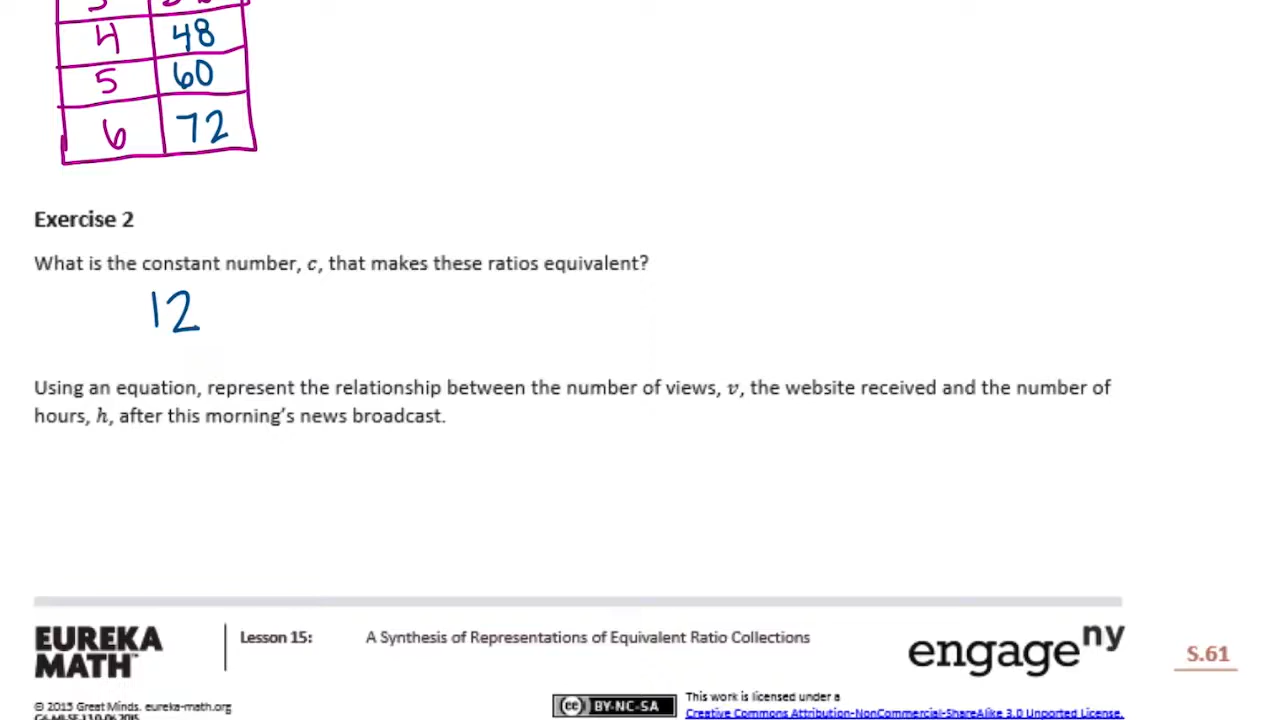 4 48
5 60
6 72
Exercise 2
What is the constant number, c, that makes these ratios equivalent?
12
Using an equation, represent the relationship between the number of views, v, the website received and the number of
hours, h, after this morning's news broadcast.
EUREKA
MATH™
Lesson 15: A Synthesis of Representations of Equivalent Ratio Collections
engage ny
S.61
© 2015 Great Minds. eureka-math.org
cc BY-NC-SA
This work is licensed under a
Creative Commons Attribution-NonCommercial-ShareAlike 3.0 Unported License.